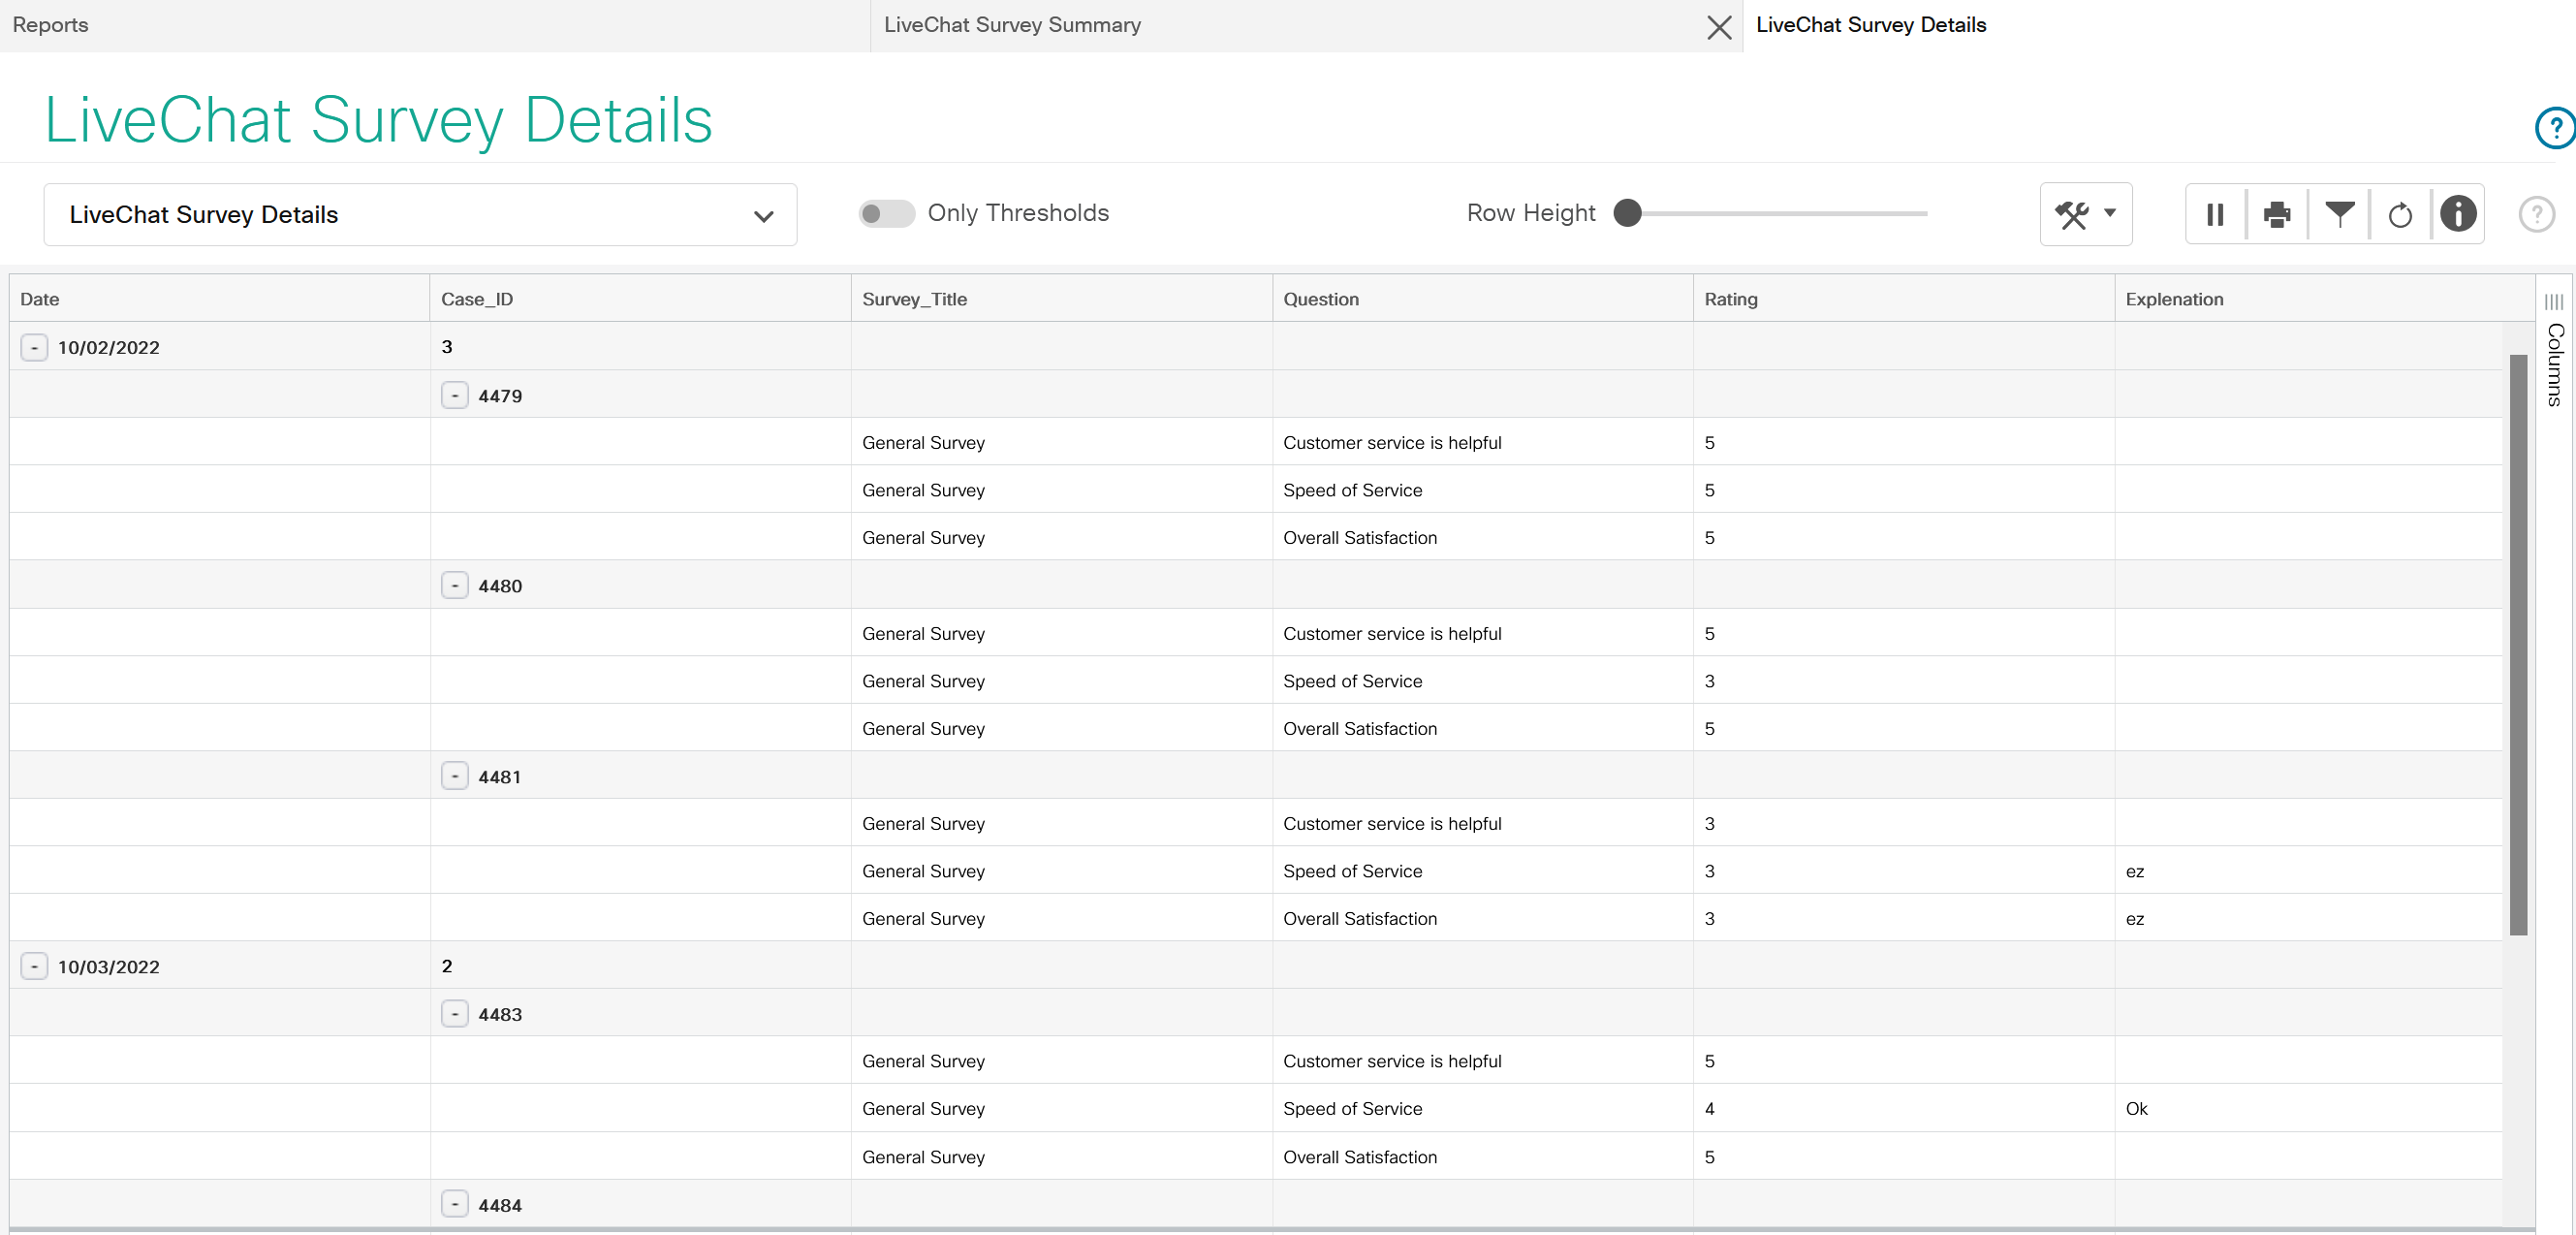 Reports LiveChat Survey Summary LiveChat Survey Details
LiveChat Survey Details
?
LiveChat Survey Details Only Thresholds Row Height ?
Date Case_ID Survey_Title Question Rating Explenation
Columns
- 10/02/2022 3
- 4479
General Survey Customer service is helpful 5
General Survey Speed of Service 5
General Survey Overall Satisfaction 5
- 4480
General Survey Customer service is helpful 5
General Survey Speed of Service 3
General Survey Overall Satisfaction 5
- 4481
General Survey Customer service is helpful 3
General Survey Speed of Service 3 ez
General Survey Overall Satisfaction 3 ez
- 10/03/2022 2
- 4483
General Survey Customer service is helpful 5
General Survey Speed of Service 4 Ok
General Survey Overall Satisfaction 5
- 4484